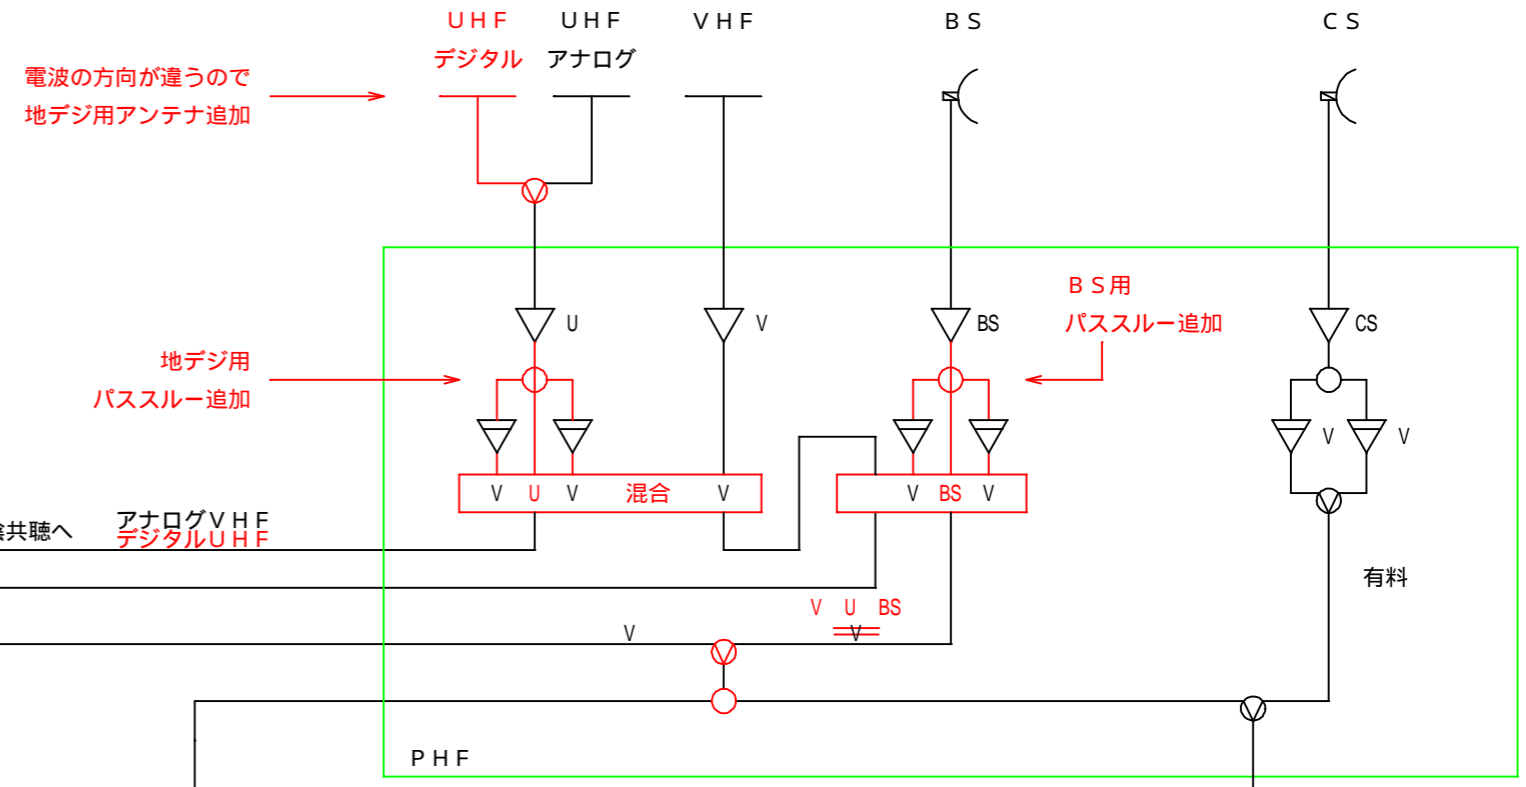 ＵＨＦ
デジタル
ＵＨＦ
アナログ
ＶＨＦ
ＢＳ
ＣＳ
電波の方向が違うので
地デジ用アンテナ追加
U
V
BS
ＢＳ用
パススルー追加
CS
地デジ用
パススルー追加
V
V
V U V 混合 V
V BS V
共聴へ
アナログＶＨＦ
デジタルＵＨＦ
有料
V U BS
V
V
ＰＨＦ